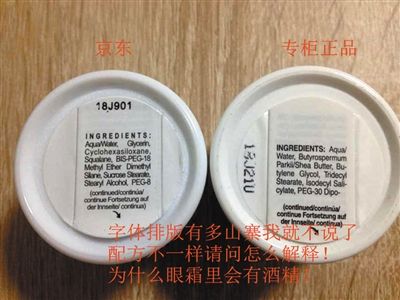 京东
专柜正品
18J901
INGREDIENTS:
Aqua/Water, Glycerin,
Cyclohexasiloxane,
Squalane, BIS-PEG-18
Methyl Ether Dimethyl
Silane, Sucrose Stearate,
Stearyl Alcohol, PEG-8
(continued/continúa/
continue Fortsetzung auf
der Innseite/ continua)
18J21U
INGREDIENTS: Aqua/
Water, Butyrospermum
Parkii/Shea Butter, Bu-
tylene Glycol, Tridecyl
Stearate, Isodecyl Sali-
cylate, PEG-30 Dipo-
(continued/continúa/
continue Fortsetzung auf
der Innseite/ continua)
字体排版有多山寨我就不说了
配方不一样请问怎么解释!
为什么眼霜里会有酒精!